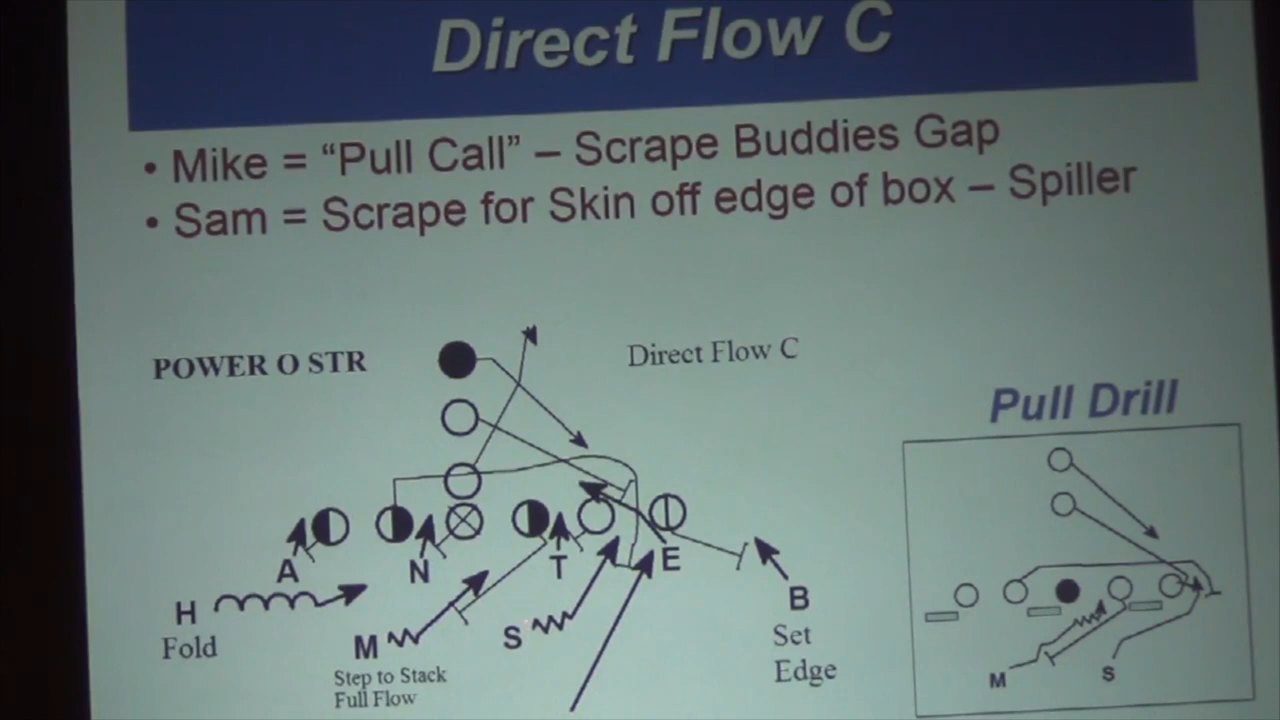 Direct Flow C
• Mike = “Pull Call” – Scrape Buddies Gap
• Sam = Scrape for Skin off edge of box – Spiller
POWER O STR
Direct Flow C
Pull Drill
A
N
T
E
H
Fold
M
Step to Stack
Full Flow
S
B
Set
Edge
M
S